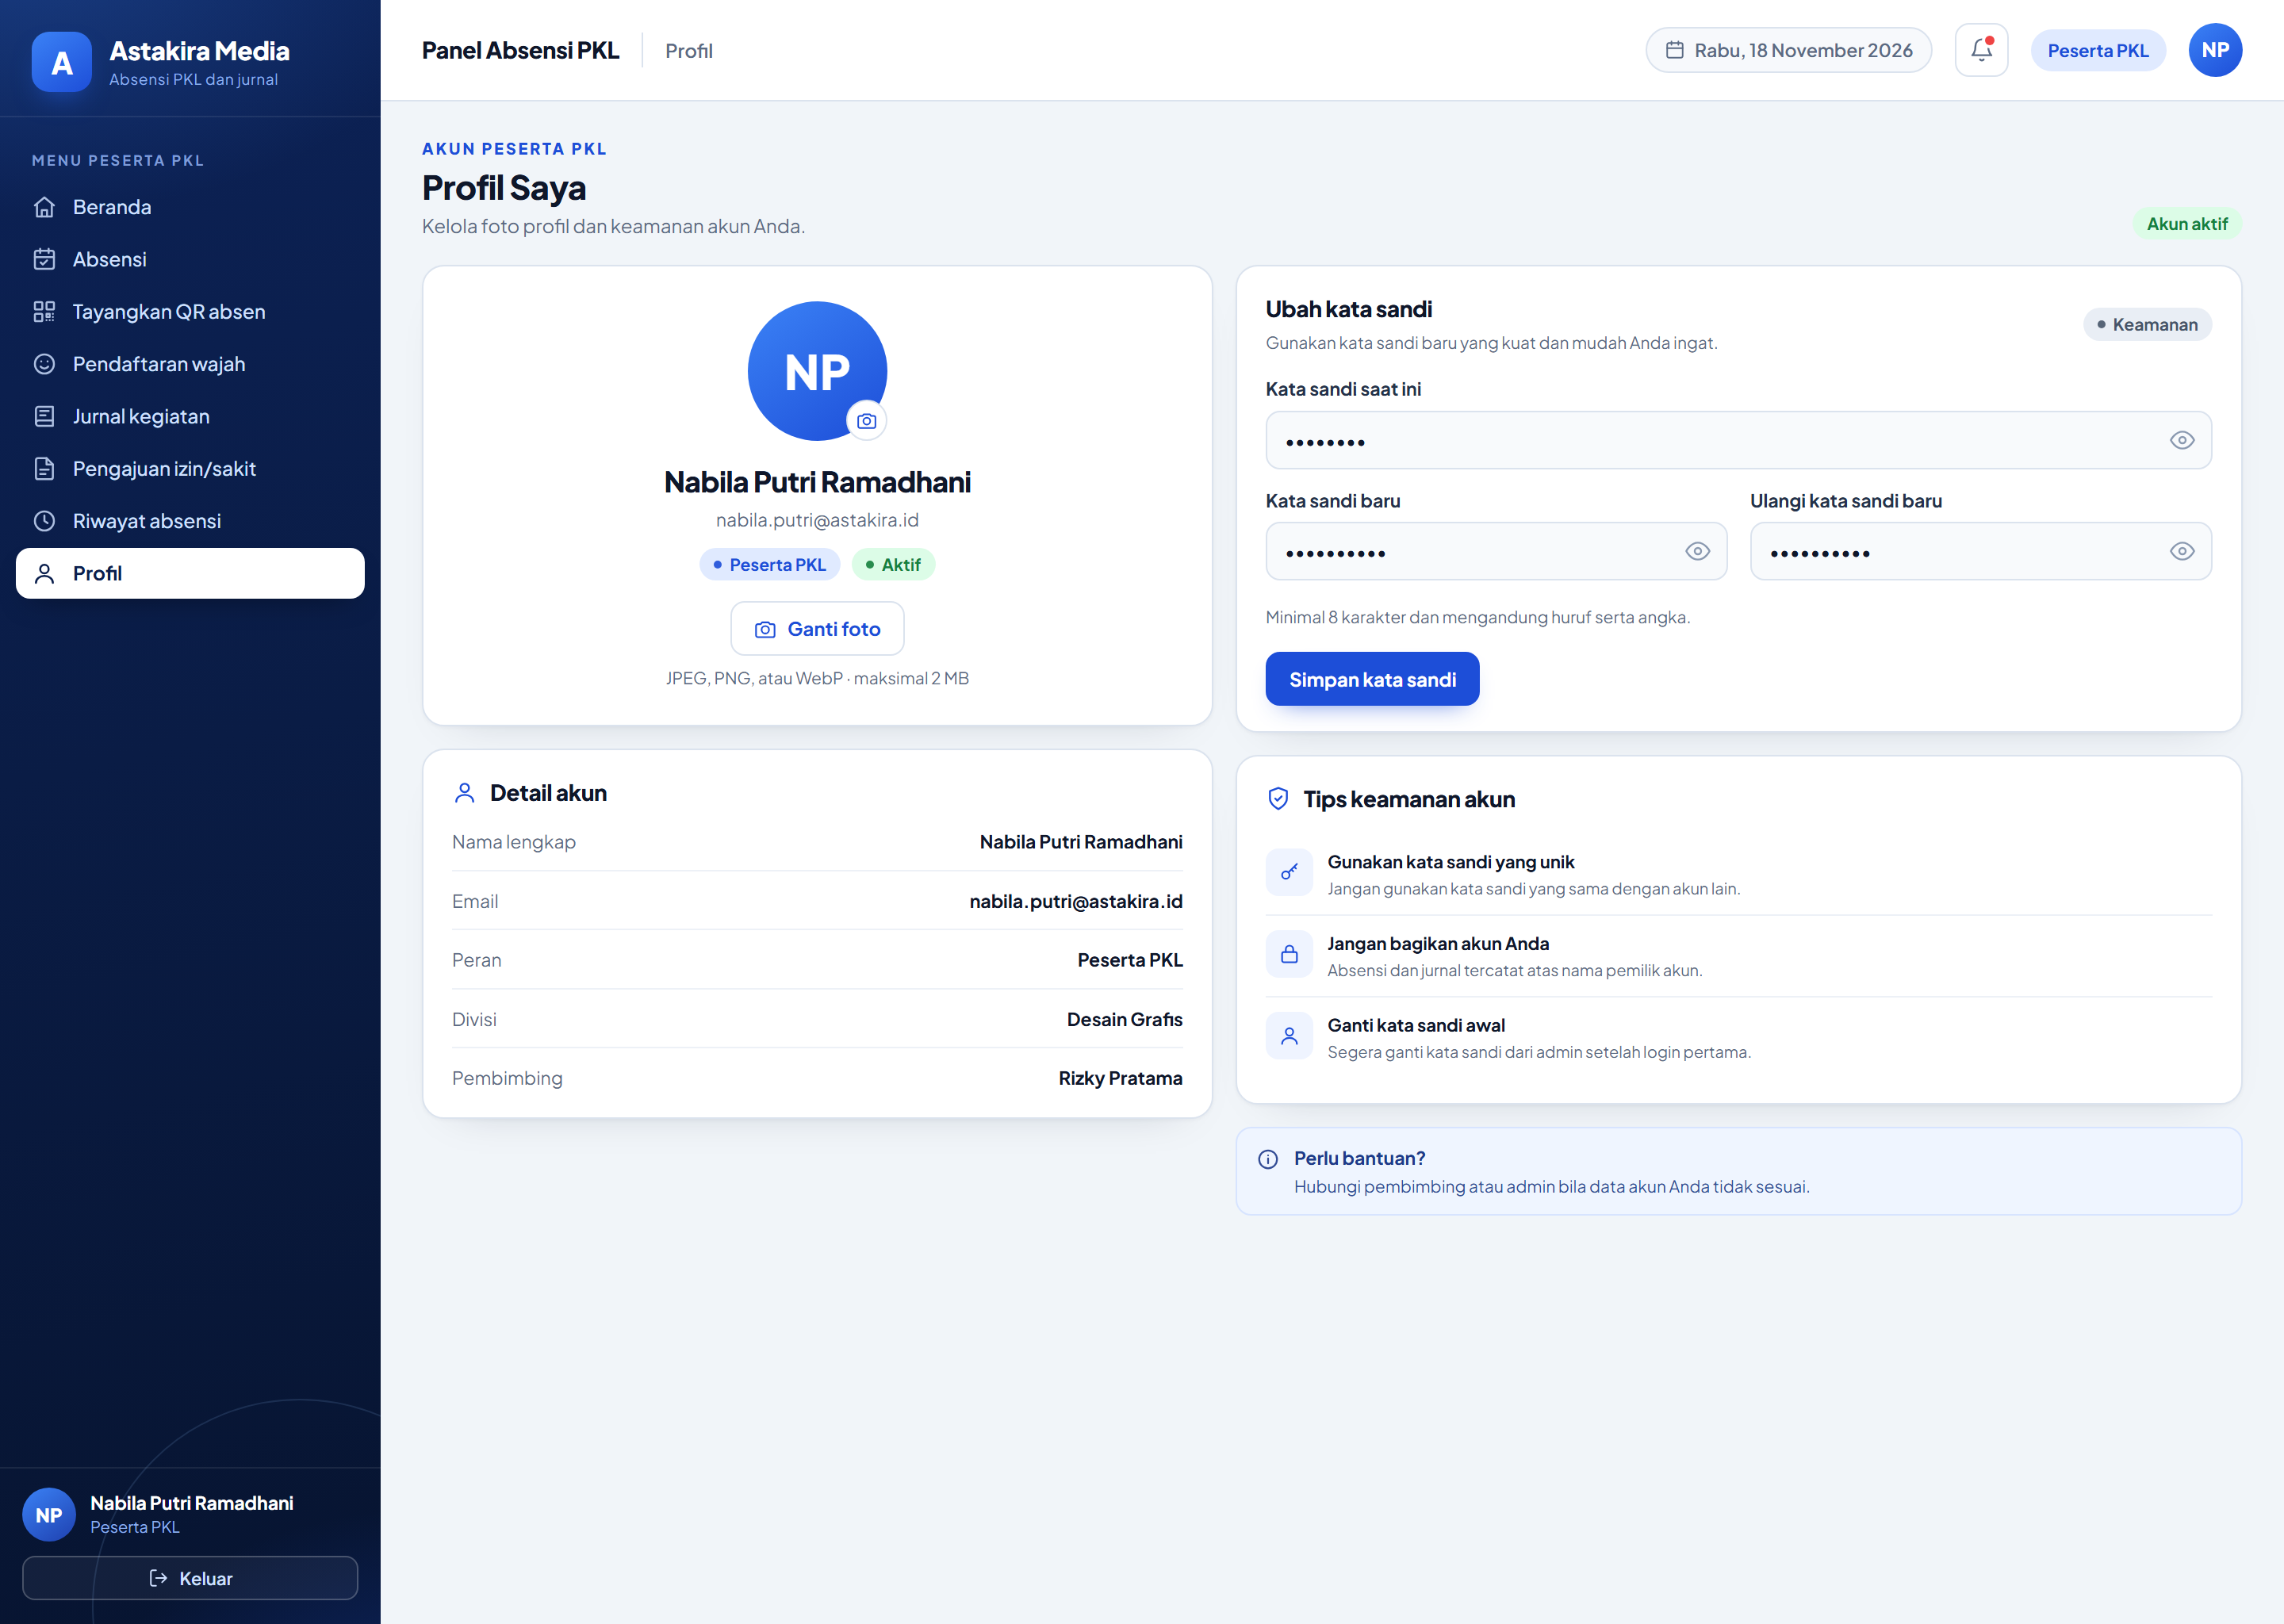 A
Astakira Media
Absensi PKL dan jurnal
MENU PESERTA PKL
Beranda
Absensi
Tayangkan QR absen
Pendaftaran wajah
Jurnal kegiatan
Pengajuan izin/sakit
Riwayat absensi
Profil
NP
Nabila Putri Ramadhani
Peserta PKL
Keluar
Panel Absensi PKL
Profil
Rabu, 18 November 2026
Peserta PKL
NP
AKUN PESERTA PKL
Profil Saya
Kelola foto profil dan keamanan akun Anda.
Akun aktif
NP
Nabila Putri Ramadhani
nabila.putri@astakira.id
Peserta PKL
Aktif
Ganti foto
JPEG, PNG, atau WebP · maksimal 2 MB
Detail akun
Nama lengkap
Nabila Putri Ramadhani
Email
nabila.putri@astakira.id
Peran
Peserta PKL
Divisi
Desain Grafis
Pembimbing
Rizky Pratama
Ubah kata sandi
Gunakan kata sandi baru yang kuat dan mudah Anda ingat.
Keamanan
Kata sandi saat ini
••••••••
Kata sandi baru
••••••••••
Ulangi kata sandi baru
••••••••••
Minimal 8 karakter dan mengandung huruf serta angka.
Simpan kata sandi
Tips keamanan akun
Gunakan kata sandi yang unik
Jangan gunakan kata sandi yang sama dengan akun lain.
Jangan bagikan akun Anda
Absensi dan jurnal tercatat atas nama pemilik akun.
Ganti kata sandi awal
Segera ganti kata sandi dari admin setelah login pertama.
Perlu bantuan?
Hubungi pembimbing atau admin bila data akun Anda tidak sesuai.